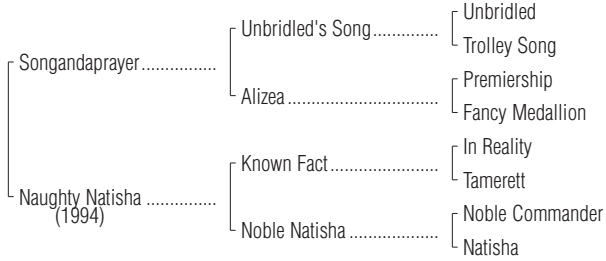 Unbridled
Unbridled's Song..............
Trolley Song
Songandaprayer................
Premiership
Alizea ................................
Fancy Medallion
In Reality
Known Fact.......................
Tamerett
Naughty Natisha ...............
(1994)
Noble Commander
Noble Natisha ...................
Natisha